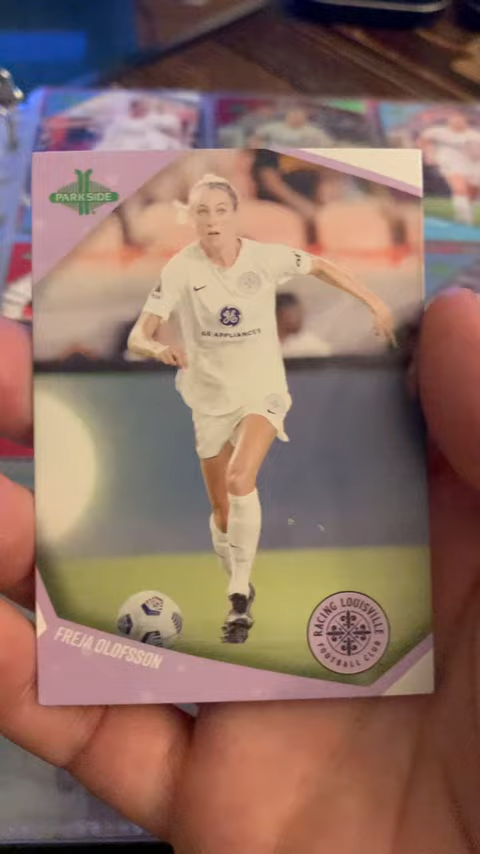 PARKSIDE
GE APPLIANCES
FREJA OLOFSSON
RACING LOUISVILLE
FOOTBALL CLUB